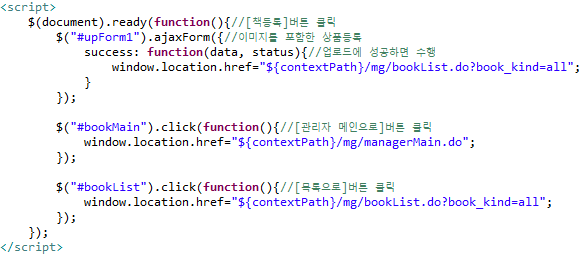 <script>
    $(document).ready(function(){//[책등록]버튼 클릭
        $("#upForm1").ajaxForm({//이미지를 포함한 상품등록
            success: function(data, status){//업로드에 성공하면 수행
                window.location.href="${contextPath}/mg/bookList.do?book_kind=all";
            }
        });

        $("#bookMain").click(function(){//[관리자 메인으로]버튼 클릭
            window.location.href="${contextPath}/mg/managerMain.do";
        });

        $("#bookList").click(function(){//[목록으로]버튼 클릭
            window.location.href="${contextPath}/mg/bookList.do?book_kind=all";
        });
    });
</script>